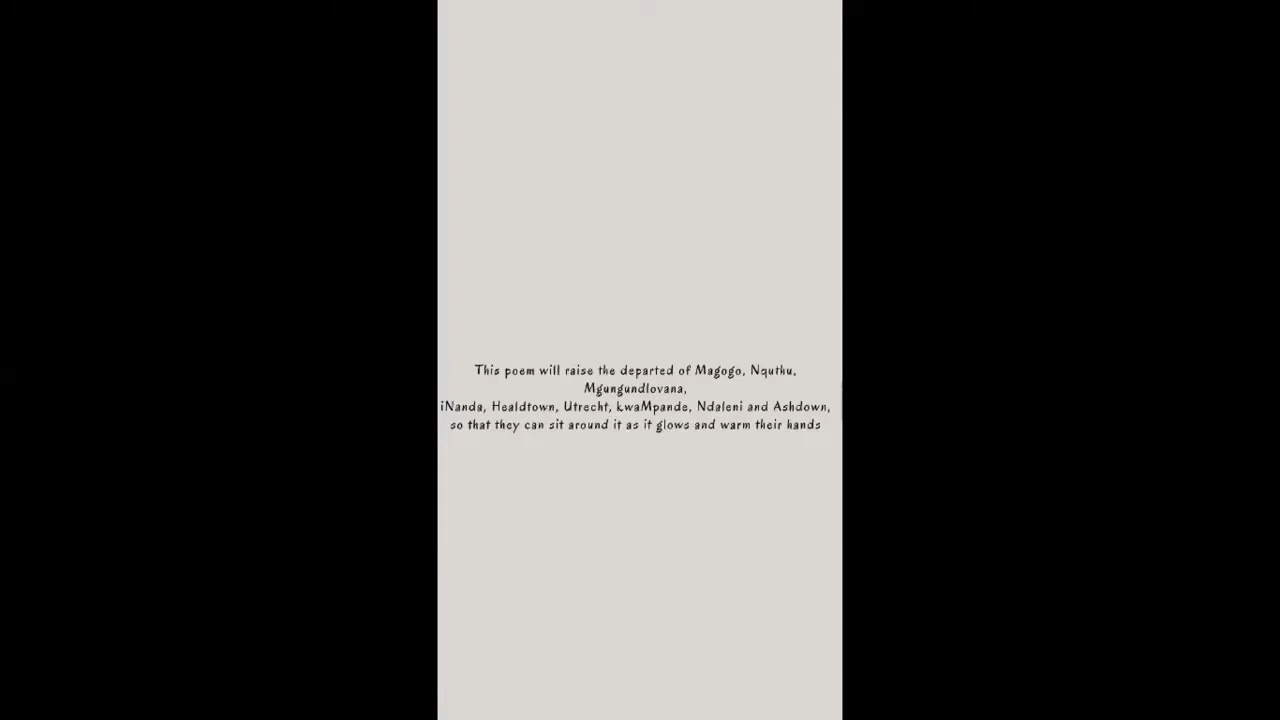 This poem will raise the departed of Magogo, Nquthu,
Mgungundlovana,
iNanda, Healdtown, Utrecht, kwaMpande, Ndaleni and Ashdown,
so that they can sit around it as it glows and warm their hands